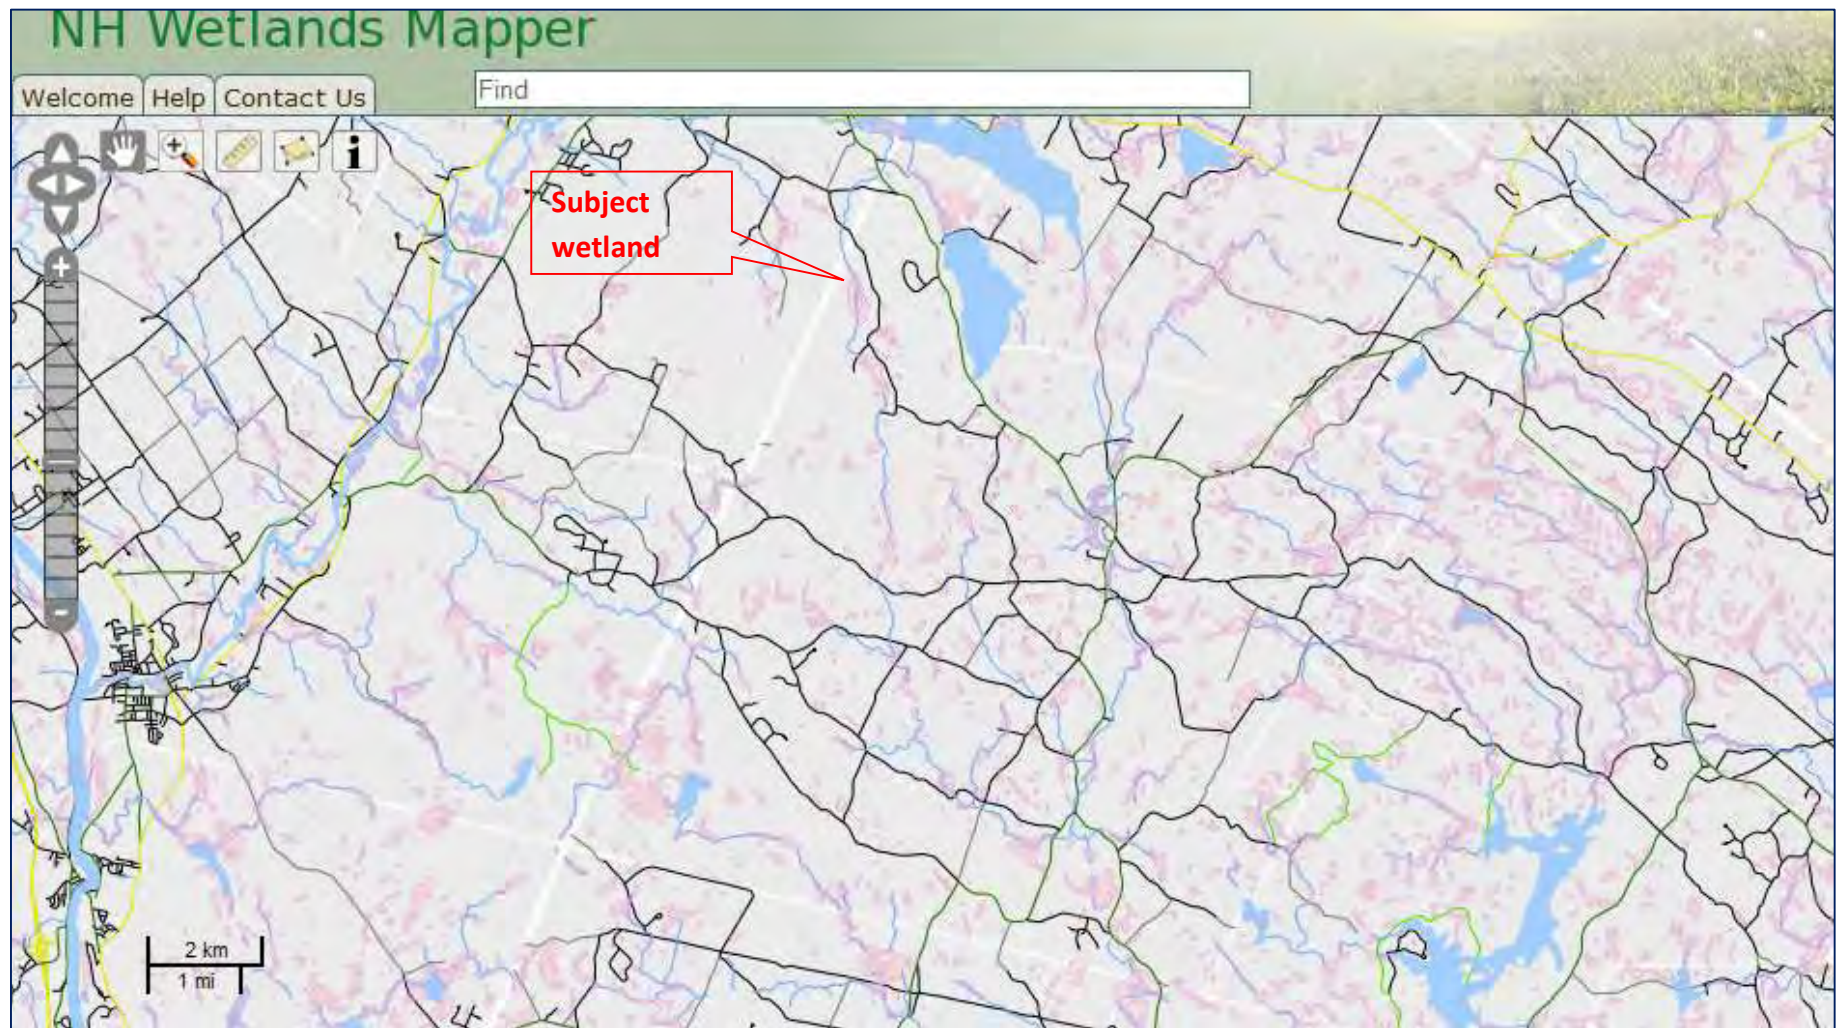 NH Wetlands Mapper
Welcome Help Contact Us
Find
Subject
wetland
2 km
1 mi